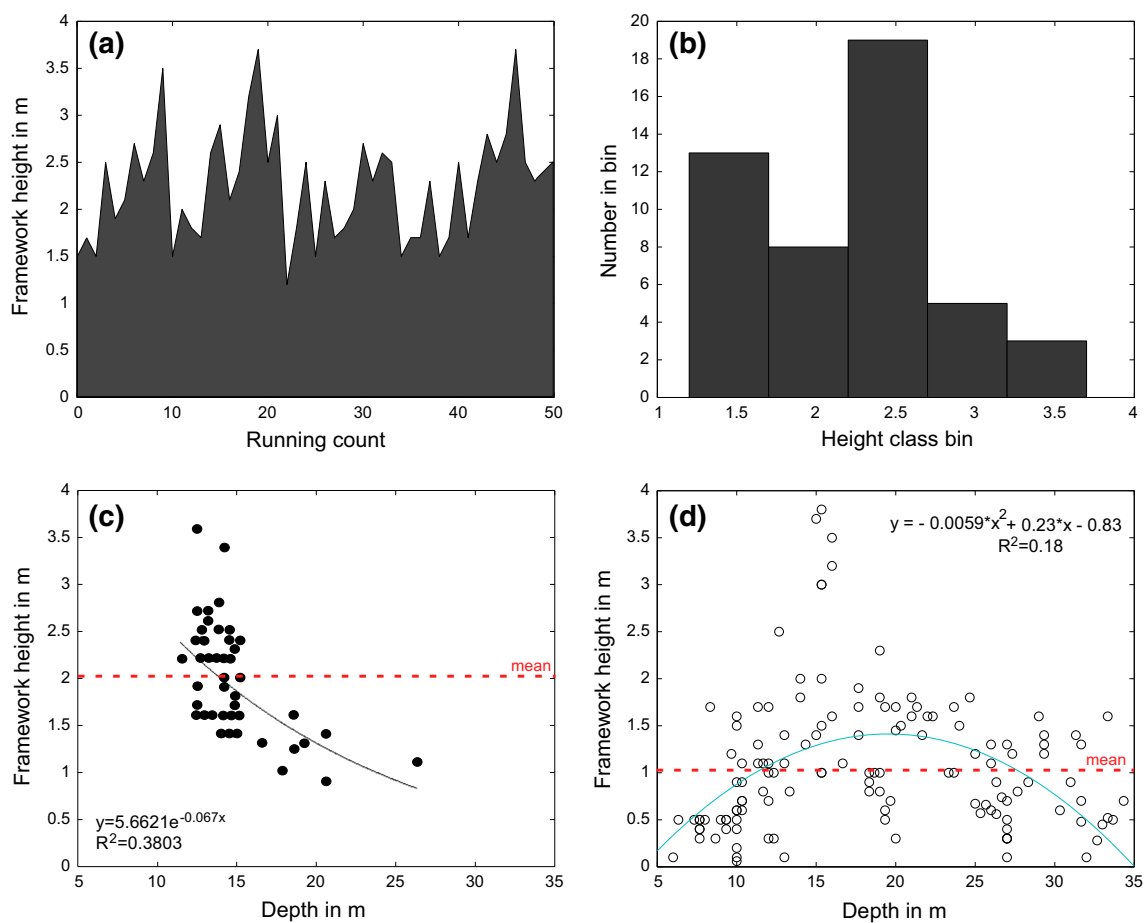 (a)
Framework height in m
4
3.5
3
2.5
2
1.5
1
0.5
0
0 10 20 30 40 50
Running count
(b)
Number in bin
20
18
16
14
12
10
8
6
4
2
0
1 1.5 2 2.5 3 3.5 4
Height class bin
(c)
Framework height in m
4
3.5
3
2.5
2
1.5
1
0.5
0
mean
y=5.6621e^-0.067x
R²=0.3803
5 10 15 20 25 30 35
Depth in m
(d)
Framework height in m
4
3.5
3
2.5
2
1.5
1
0.5
0
y = - 0.0059*x²+ 0.23*x - 0.83
R²=0.18
mean
5 10 15 20 25 30 35
Depth in m